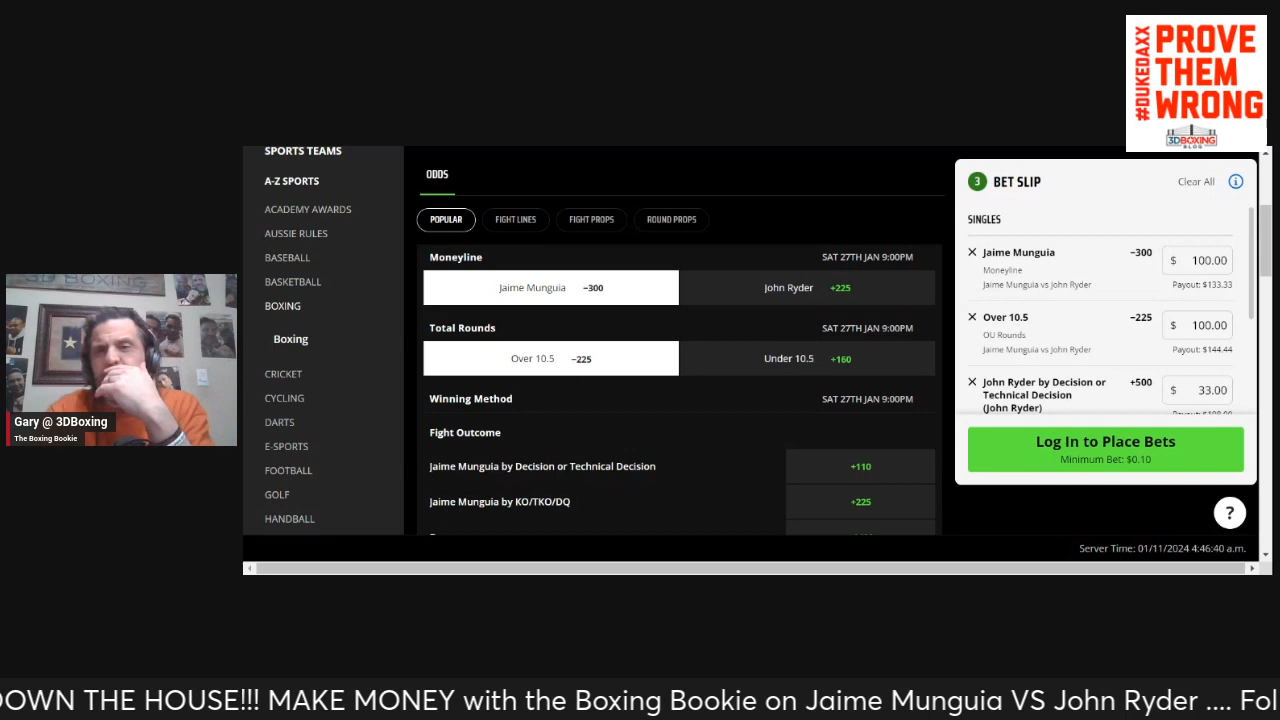 #DUKEDAXX
PROVE
THEM
WRONG
3DBOXING
BLOG
SPORTS TEAMS
A-Z SPORTS
ACADEMY AWARDS
AUSSIE RULES
BASEBALL
BASKETBALL
BOXING
Boxing
CRICKET
CYCLING
DARTS
E-SPORTS
FOOTBALL
GOLF
HANDBALL
ODDS
POPULAR FIGHT LINES FIGHT PROPS ROUND PROPS
Moneyline SAT 27TH JAN 9:00PM
Jaime Munguia −300 John Ryder +225
Total Rounds SAT 27TH JAN 9:00PM
Over 10.5 −225 Under 10.5 +160
Winning Method SAT 27TH JAN 9:00PM
Fight Outcome
Jaime Munguia by Decision or Technical Decision +110
Jaime Munguia by KO/TKO/DQ +225
3 BET SLIP Clear All i
SINGLES
× Jaime Munguia −300 $ 100.00
Moneyline
Jaime Munguia vs John Ryder Payout: $133.33
× Over 10.5 −225 $ 100.00
OU Rounds
Jaime Munguia vs John Ryder Payout: $144.44
× John Ryder by Decision or +500 $ 33.00
Technical Decision
(John Ryder)
Log In to Place Bets
Minimum Bet: $0.10
?
Server Time: 01/11/2024 4:46:40 a.m.
3D BOXING
Gary @ 3DBoxing
The Boxing Bookie
DOWN THE HOUSE!!! MAKE MONEY with the Boxing Bookie on Jaime Munguia VS John Ryder .... Fol